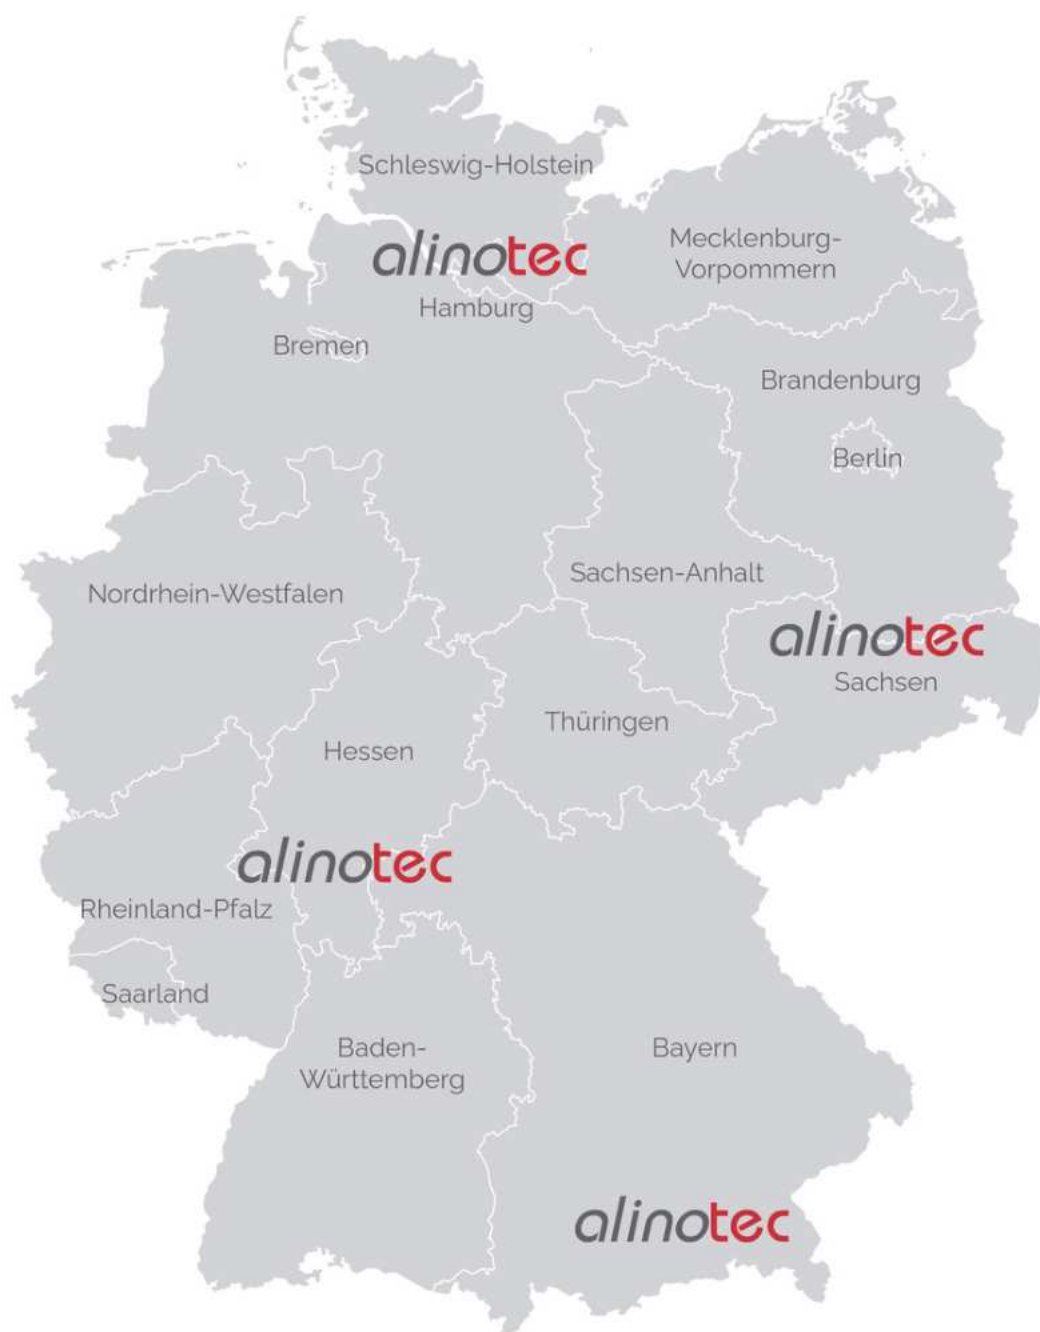 Schleswig-Holstein
Mecklenburg-
Vorpommern
alinotec
Hamburg
Bremen
Brandenburg
Berlin
Sachsen-Anhalt
Nordrhein-Westfalen
alinotec
Sachsen
Thüringen
Hessen
alinotec
Rheinland-Pfalz
Saarland
Baden-
Württemberg
Bayern
alinotec